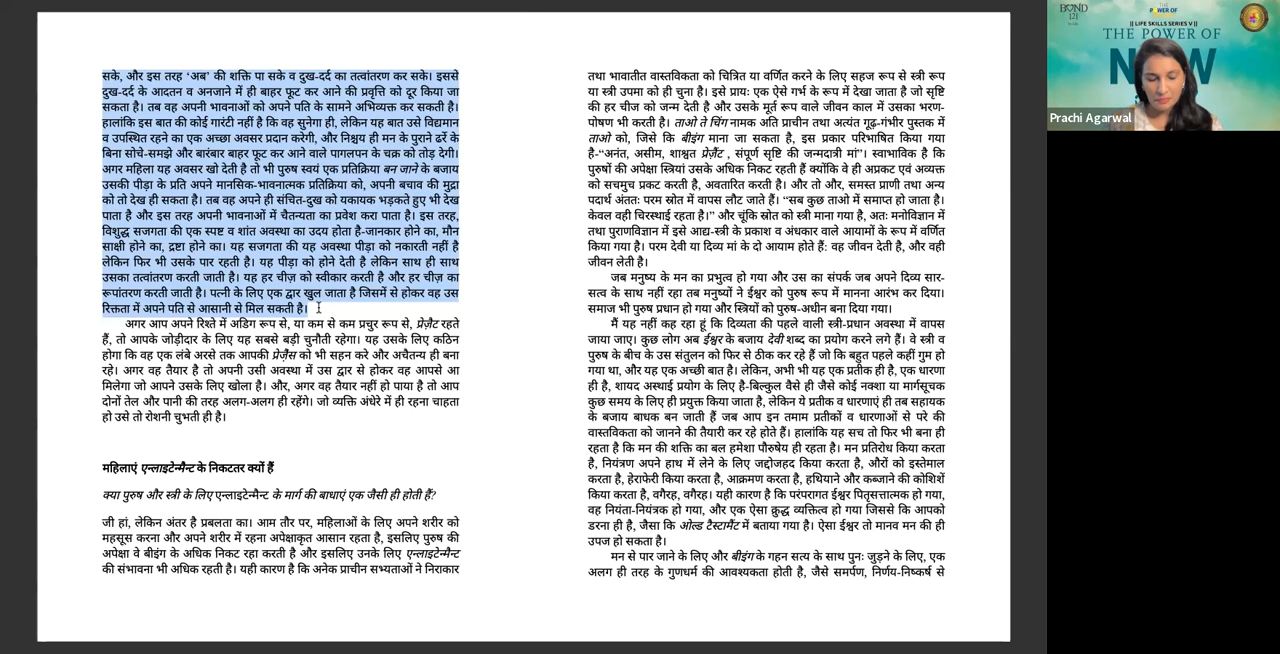 सके, और इस तरह ‘अब’ की शक्ति पा सके व दुख-दर्द का तत्वांतरण कर सके। इससे
दुख-दर्द के आदतन व अनजाने में ही बाहर फूट कर आने की प्रवृत्ति को दूर किया जा
सकता है। तब वह अपनी भावनाओं को अपने पति के सामने अभिव्यक्त कर सकती है।
हालांकि इस बात की कोई गारंटी नहीं है कि वह सुनेगा ही, लेकिन यह बात उसे विद्यमान
व उपस्थित रहने का एक अच्छा अवसर प्रदान करेगी, और निश्चय ही मन के पुराने ढर्रे के
बिना सोचे-समझे और बारंबार बाहर फूट कर आने वाले पागलपन के चक्र को तोड़ देगी।
अगर महिला यह अवसर खो देती है तो भी पुरुष स्वयं एक प्रतिक्रिया बन जाने के बजाय
उसकी पीड़ा के प्रति अपने मानसिक-भावनात्मक प्रतिक्रिया को, अपनी बचाव की मुद्रा
को तो देख ही सकता है। तब वह अपने ही संचित-दुख को यकायक भड़कते हुए भी देख
पाता है और इस तरह अपनी भावनाओं में चैतन्यता का प्रवेश करा पाता है। इस तरह,
विशुद्ध सजगता की एक स्पष्ट व शांत अवस्था का उदय होता है-जानकार होने का, मौन
साक्षी होने का, द्रष्टा होने का। यह सजगता की यह अवस्था पीड़ा को नकारती नहीं है
लेकिन फिर भी उसके पार रहती है। यह पीड़ा को होने देती है लेकिन साथ ही साथ
उसका तत्वांतरण करती जाती है। यह हर चीज़ को स्वीकार करती है और हर चीज़ का
रूपांतरण करती जाती है। पत्नी के लिए एक द्वार खुल जाता है जिसमें से होकर वह उस
रिक्तता में अपने पति से आसानी से मिल सकती है।
अगर आप अपने रिश्ते में अडिग रूप से, या कम से कम प्रचुर रूप से, प्रेज़ैंट रहते
हैं, तो आपके जोड़ीदार के लिए यह सबसे बड़ी चुनौती रहेगा। यह उसके लिए कठिन
होगा कि वह एक लंबे अरसे तक आपकी प्रेज़ैंस को भी सहन करे और अचैतन्य ही बना
रहे। अगर वह तैयार है तो अपनी उसी अवस्था में उस द्वार से होकर वह आपसे आ
मिलेगा जो आपने उसके लिए खोला है। और, अगर वह तैयार नहीं हो पाया है तो आप
दोनों तेल और पानी की तरह अलग-अलग ही रहेंगे। जो व्यक्ति अंधेरे में ही रहना चाहता
हो उसे तो रोशनी चुभती ही है।
महिलाएं एन्लाइटेन्मैन्ट के निकटतर क्यों हैं
क्या पुरुष और स्त्री के लिए एन्लाइटेन्मैन्ट के मार्ग की बाधाएं एक जैसी ही होती हैं?
जी हां, लेकिन अंतर है प्रबलता का। आम तौर पर, महिलाओं के लिए अपने शरीर को
महसूस करना और अपने शरीर में रहना अपेक्षाकृत आसान रहता है, इसलिए पुरुष की
अपेक्षा वे बीइंग के अधिक निकट रहा करती है और इसलिए उनके लिए एन्लाइटेन्मैन्ट
की संभावना भी अधिक रहती है। यही कारण है कि अनेक प्राचीन सभ्यताओं ने निराकार
तथा भावातीत वास्तविकता को चित्रित या वर्णित करने के लिए सहज रूप से स्त्री रूप
या स्त्री उपमा को ही चुना है। इसे प्रायः एक ऐसे गर्भ के रूप में देखा जाता है जो सृष्टि
की हर चीज को जन्म देती है और उसके मूर्त रूप वाले जीवन काल में उसका भरण-
पोषण भी करती है। ताओ ते चिंग नामक अति प्राचीन तथा अत्यंत गूढ़-गंभीर पुस्तक में
ताओ को, जिसे कि बीइंग माना जा सकता है, इस प्रकार परिभाषित किया गया
है-“अनंत, असीम, शाश्वत प्रेज़ैंट, संपूर्ण सृष्टि की जन्मदात्री मां”। स्वाभाविक है कि
पुरुषों की अपेक्षा स्त्रियां उसके अधिक निकट रहती हैं क्योंकि वे ही अप्रकट एवं अव्यक्त
को सचमुच प्रकट करती है, अवतारित करती है। और तो और, समस्त प्राणी तथा अन्य
पदार्थ अंततः परम स्रोत में वापस लौट जाते हैं। “सब कुछ ताओ में समाप्त हो जाता है।
केवल वही चिरस्थाई रहता है।” और चूंकि स्रोत को स्त्री माना गया है, अतः मनोविज्ञान में
तथा पुराणविज्ञान में इसे आद्य-स्त्री के प्रकाश व अंधकार वाले आयामों के रूप में वर्णित
किया गया है। परम देवी या दिव्य मां के दो आयाम होते हैं: वह जीवन देती है, और वही
जीवन लेती है।
जब मनुष्य के मन का प्रभुत्व हो गया और उस का संपर्क जब अपने दिव्य सार-
सत्व के साथ नहीं रहा तब मनुष्यों ने ईश्वर को पुरुष रूप में मानना आरंभ कर दिया।
समाज भी पुरुष प्रधान हो गया और स्त्रियों को पुरुष-अधीन बना दिया गया।
मैं यह नहीं कह रहा हूं कि दिव्यता की पहले वाली स्त्री-प्रधान अवस्था में वापस
जाया जाए। कुछ लोग अब ईश्वर के बजाय देवी शब्द का प्रयोग करने लगे हैं। वे स्त्री व
पुरुष के बीच के उस संतुलन को फिर से ठीक कर रहे हैं जो कि बहुत पहले कहीं गुम हो
गया था, और यह एक अच्छी बात है। लेकिन, अभी भी यह एक प्रतीक ही है, एक धारणा
ही है, शायद अस्थाई प्रयोग के लिए है-बिल्कुल वैसे ही जैसे कोई नक्शा या मार्गसूचक
कुछ समय के लिए ही प्रयुक्त किया जाता है, लेकिन ये प्रतीक व धारणाएं ही तब सहायक
के बजाय बाधक बन जाती हैं जब आप इन तमाम प्रतीकों व धारणाओं से परे की
वास्तविकता को जानने की तैयारी कर रहे होते हैं। हालांकि यह सच तो फिर भी बना ही
रहता है कि मन की शक्ति का बल हमेशा पौरुषेय ही रहता है। मन प्रतिरोध किया करता
है, नियंत्रण अपने हाथ में लेने के लिए जद्दोजहद किया करता है, औरों को इस्तेमाल
करता है, हेराफेरी किया करता है, आक्रमण करता है, हथियाने और कब्जाने की कोशिशें
किया करता है, वगैरह, वगैरह। यही कारण है कि परंपरागत ईश्वर पितृसत्तात्मक हो गया,
वह नियंता-नियंत्रक हो गया, और एक ऐसा क्रुद्ध व्यक्तित्व हो गया जिससे कि आपको
डरना ही है, जैसा कि ओल्ड टैस्टामैंट में बताया गया है। ऐसा ईश्वर तो मानव मन की ही
उपज हो सकता है।
मन से पार जाने के लिए और बीइंग के गहन सत्य के साथ पुनः जुड़ने के लिए, एक
अलग ही तरह के गुणधर्म की आवश्यकता होती है, जैसे समर्पण, निर्णय-निष्कर्ष से
BOND
121
THE
POWER OF
|| LIFE SKILLS SERIES V ||
THE POWER OF
Prachi Agarwal